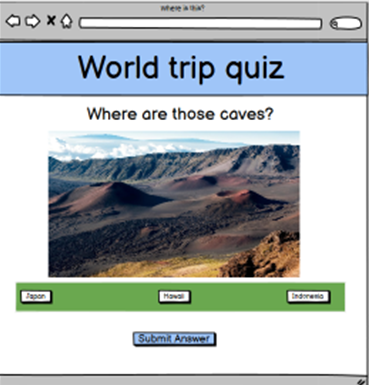 Where is this?
World trip quiz
Where are those caves?
Japan
Hawaii
Indonesia
Submit Answer